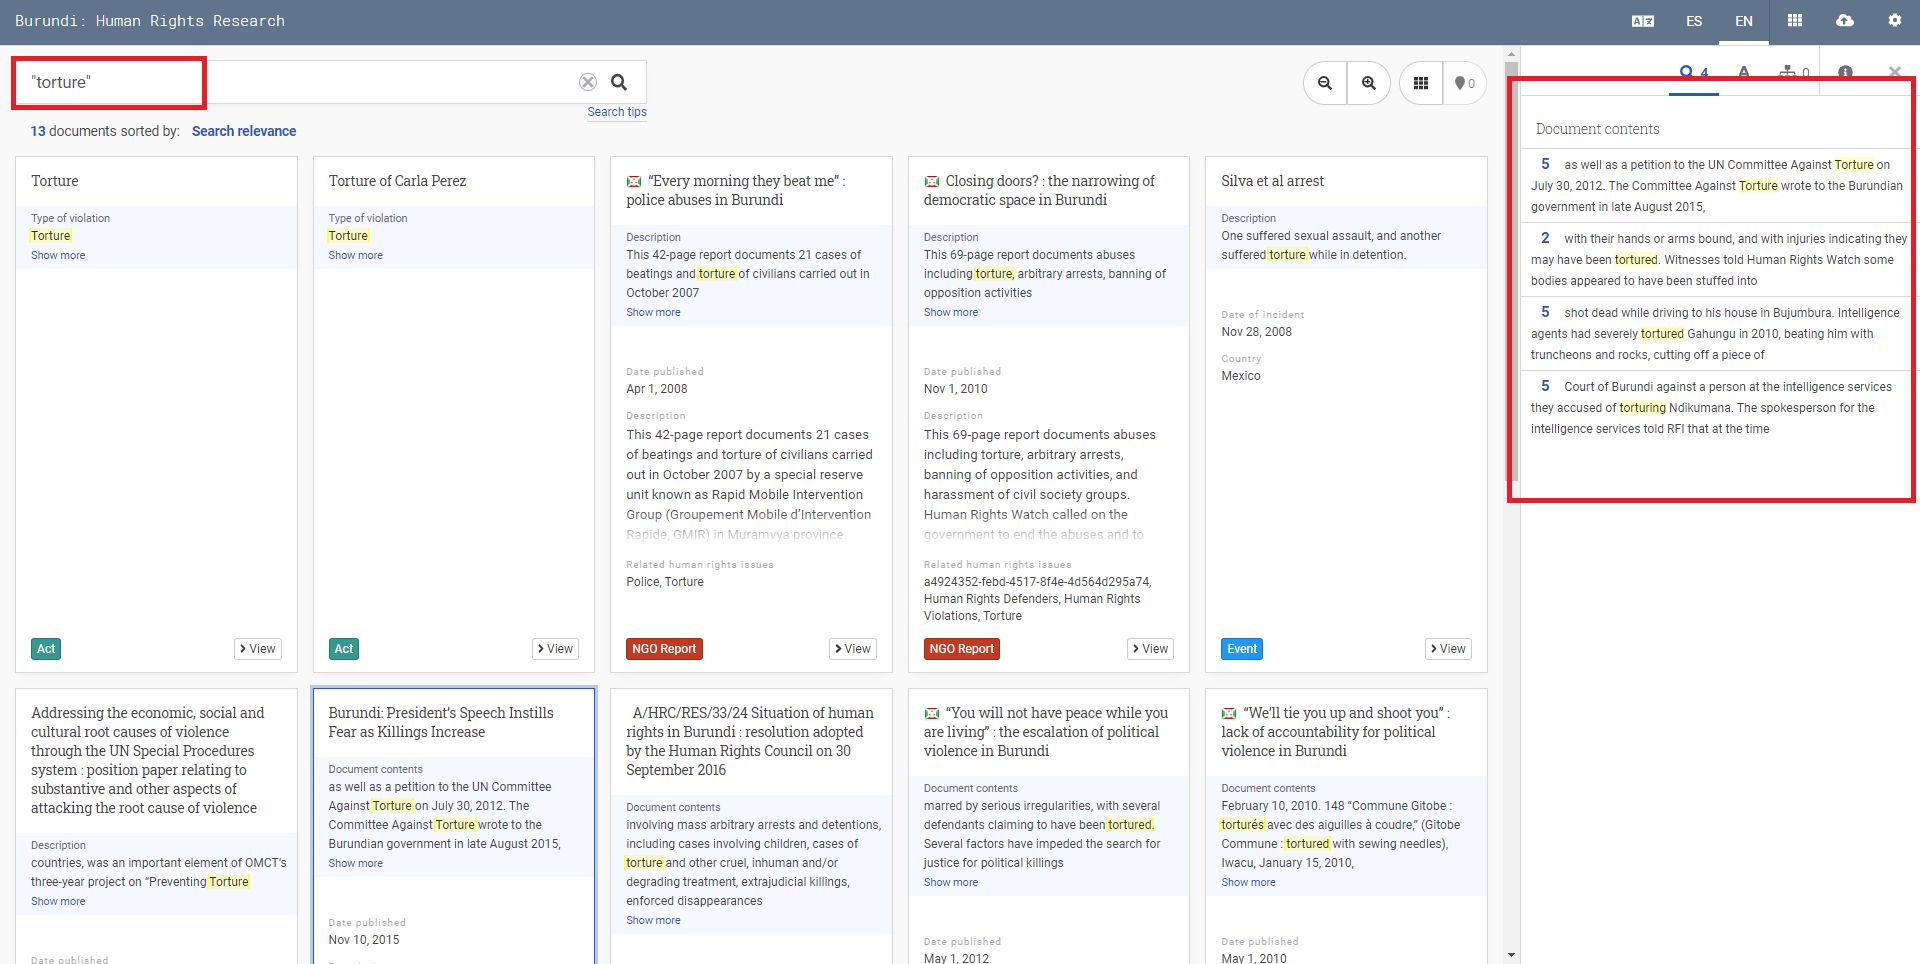 Burundi: Human Rights Research
ES
EN
"torture"
Search tips
0
13 documents sorted by: Search relevance
Torture
Type of violation
Torture
Show more
Act
View
Torture of Carla Perez
Type of violation
Torture
Show more
Act
View
“Every morning they beat me” :
police abuses in Burundi
Description
This 42-page report documents 21 cases of
beatings and torture of civilians carried out in
October 2007
Show more
Date published
Apr 1, 2008
Description
This 42-page report documents 21 cases
of beatings and torture of civilians carried
out in October 2007 by a special reserve
unit known as Rapid Mobile Intervention
Group (Groupement Mobile d’Intervention
Rapide, GMIR) in Muramvya province.
Related human rights issues
Police, Torture
NGO Report
View
Closing doors? : the narrowing of
democratic space in Burundi
Description
This 69-page report documents abuses
including torture, arbitrary arrests, banning of
opposition activities
Show more
Date published
Nov 1, 2010
Description
This 69-page report documents abuses
including torture, arbitrary arrests,
banning of opposition activities, and
harassment of civil society groups.
Human Rights Watch called on the
government to end the abuses and to
Related human rights issues
a4924352-febd-4517-8f4e-4d564d295a74,
Human Rights Defenders, Human Rights
Violations, Torture
NGO Report
View
Silva et al arrest
Description
One suffered sexual assault, and another
suffered torture while in detention.
Date of incident
Nov 28, 2008
Country
Mexico
Event
View
Addressing the economic, social and
cultural root causes of violence
through the UN Special Procedures
system : position paper relating to
substantive and other aspects of
attacking the root cause of violence
Description
countries, was an important element of OMCT’s
three-year project on “Preventing Torture
Show more
Date published
Burundi: President’s Speech Instills
Fear as Killings Increase
Document contents
as well as a petition to the UN Committee
Against Torture on July 30, 2012. The
Committee Against Torture wrote to the
Burundian government in late August 2015,
Show more
Date published
Nov 10, 2015
A/HRC/RES/33/24 Situation of human
rights in Burundi : resolution adopted
by the Human Rights Council on 30
September 2016
Document contents
involving mass arbitrary arrests and detentions,
including cases involving children, cases of
torture and other cruel, inhuman and/or
degrading treatment, extrajudicial killings,
enforced disappearances
Show more
“You will not have peace while you
are living” : the escalation of political
violence in Burundi
Document contents
marred by serious irregularities, with several
defendants claiming to have been tortured.
Several factors have impeded the search for
justice for political killings
Show more
Date published
May 1, 2012
“We’ll tie you up and shoot you” :
lack of accountability for political
violence in Burundi
Document contents
February 10, 2010. 148 “Commune Gitobe :
torturés avec des aiguilles à coudre,” (Gitobe
Commune : tortured with sewing needles),
Iwacu, January 15, 2010,
Show more
Date published
May 1, 2010
4
A
0
Document contents
5 as well as a petition to the UN Committee Against Torture on
July 30, 2012. The Committee Against Torture wrote to the Burundian
government in late August 2015,
2 with their hands or arms bound, and with injuries indicating they
may have been tortured. Witnesses told Human Rights Watch some
bodies appeared to have been stuffed into
5 shot dead while driving to his house in Bujumbura. Intelligence
agents had severely tortured Gahungu in 2010, beating him with
truncheons and rocks, cutting off a piece of
5 Court of Burundi against a person at the intelligence services
they accused of torturing Ndikumana. The spokesperson for the
intelligence services told RFI that at the time